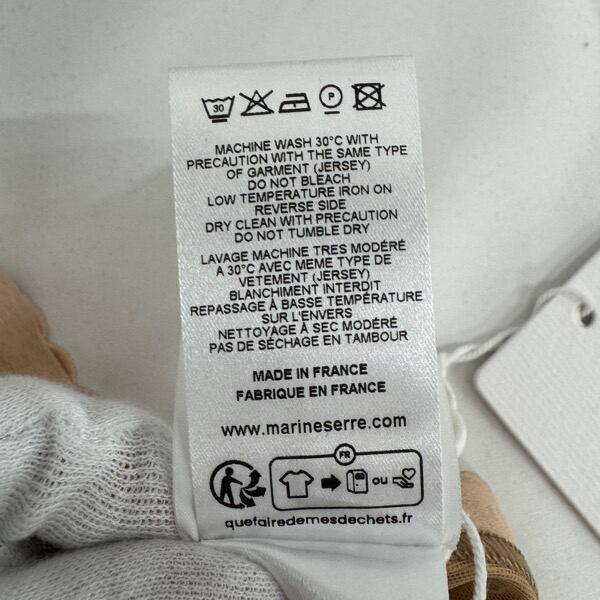 30
P
MACHINE WASH 30°C WITH
PRECAUTION WITH THE SAME TYPE
OF GARMENT (JERSEY)
DO NOT BLEACH
LOW TEMPERATURE IRON ON
REVERSE SIDE
DRY CLEAN WITH PRECAUTION
DO NOT TUMBLE DRY
LAVAGE MACHINE TRES MODÉRÉ
A 30°C AVEC MEME TYPE DE
VETEMENT (JERSEY)
BLANCHIMENT INTERDIT
REPASSAGE À BASSE TEMPÉRATURE
SUR L'ENVERS
NETTOYAGE À SEC MODÉRÉ
PAS DE SÉCHAGE EN TAMBOUR
MADE IN FRANCE
FABRIQUE EN FRANCE
www.marineserre.com
FR
ou
quefairedemesdechets.fr